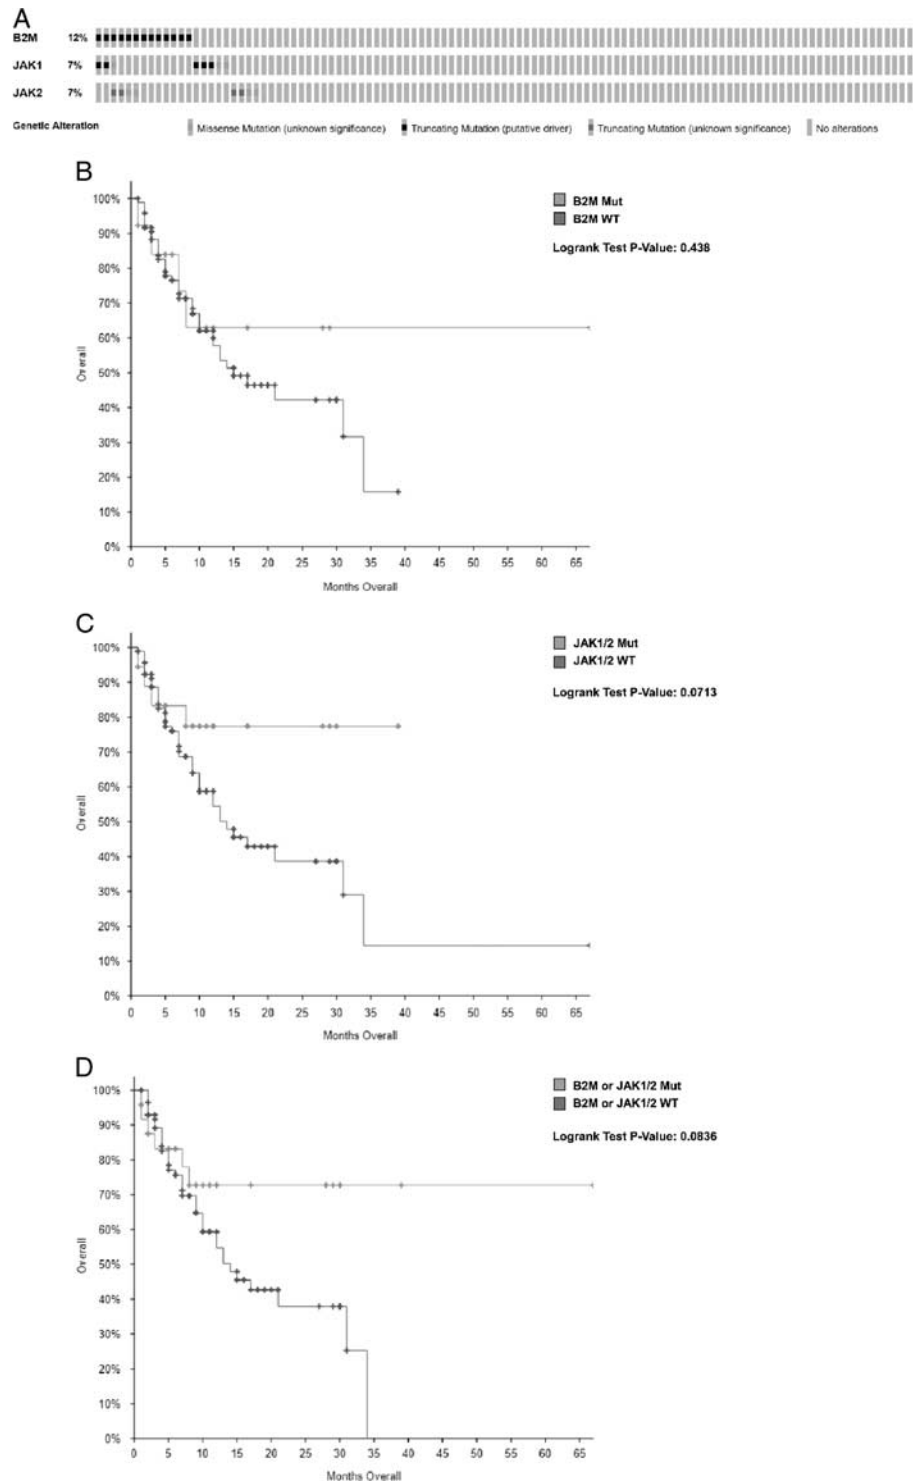 A
B2M 12%
JAK1 7%
JAK2 7%
Genetic Alteration Missense Mutation (unknown significance) Truncating Mutation (putative driver) Truncating Mutation (unknown significance) No alterations
B
B2M Mut
B2M WT
Logrank Test P-Value: 0.438
100%
90%
80%
70%
60%
50%
40%
30%
20%
10%
0%
Overall
0 5 10 15 20 25 30 35 40 45 50 55 60 65
Months Overall
C
JAK1/2 Mut
JAK1/2 WT
Logrank Test P-Value: 0.0713
100%
90%
80%
70%
60%
50%
40%
30%
20%
10%
0%
Overall
0 5 10 15 20 25 30 35 40 45 50 55 60 65
Months Overall
D
B2M or JAK1/2 Mut
B2M or JAK1/2 WT
Logrank Test P-Value: 0.0836
100%
90%
80%
70%
60%
50%
40%
30%
20%
10%
0%
Overall
0 5 10 15 20 25 30 35 40 45 50 55 60 65
Months Overall